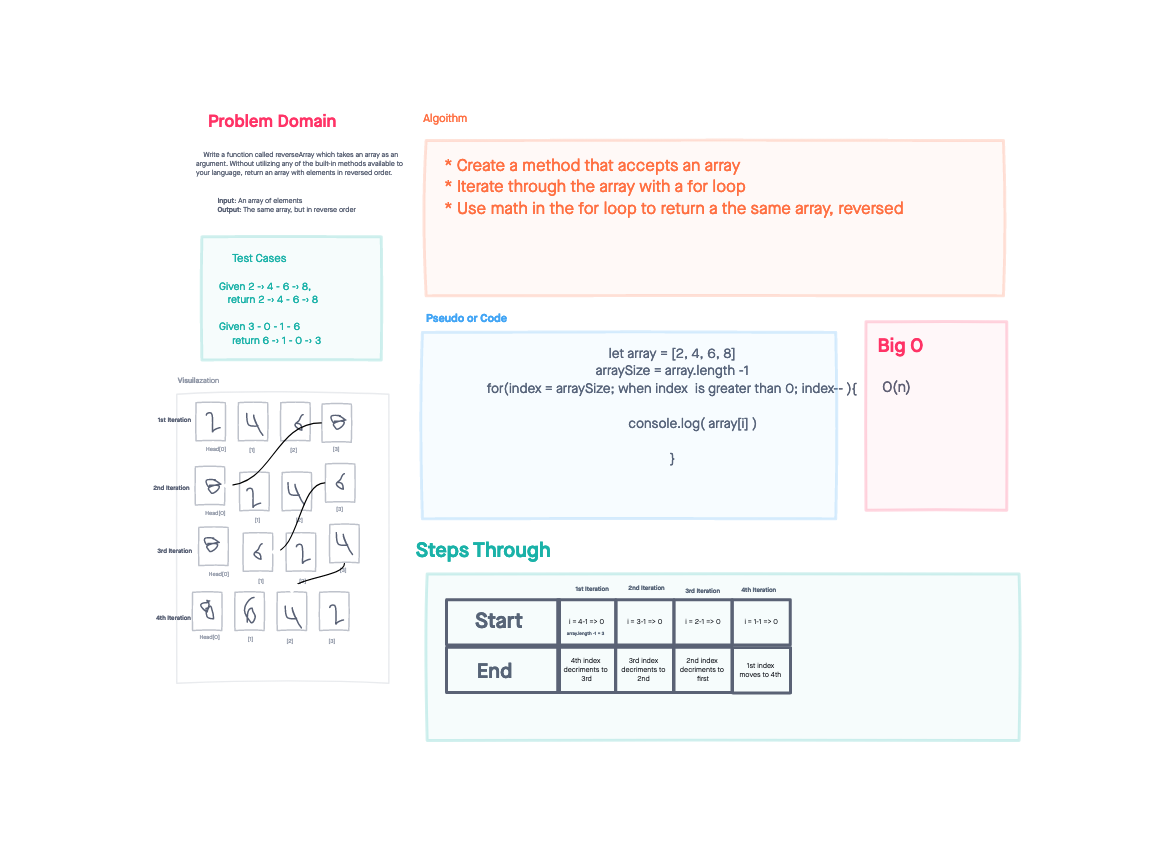 Problem Domain
Write a function called reverseArray which takes an array as an
argument. Without utilizing any of the built-in methods available to
your language, return an array with elements in reversed order.
Input: An array of elements
Output: The same array, but in reverse order
Test Cases
Given 2 -> 4 - 6 -> 8,
return 2 -> 4 - 6 -> 8
Given 3 - 0 - 1 - 6
return 6 -> 1 - 0 -> 3
Visuliazation
1st Iteration
2 4 6 8
Head[0] [1] [2] [3]
2nd Iteration
8 2 4 6
Head[0] [1] [2] [3]
3rd Iteration
8 6 2 4
Head[0] [1] [2] [3]
4th Iteration
8 6 4 2
Head[0] [1] [2] [3]
Algoithm
* Create a method that accepts an array
* Iterate through the array with a for loop
* Use math in the for loop to return a the same array, reversed
Pseudo or Code
let array = [2, 4, 6, 8]
arraySize = array.length -1
for(index = arraySize; when index is greater than 0; index-- ){
console.log( array[i] )
}
Big O
O(n)
Steps Through
1st Iteration 2nd Iteration 3rd Iteration 4th Iteration
Start
i = 4-1 => 0
array.length -1 = 3
i = 3-1 => 0
i = 2-1 => 0
i = 1-1 => 0
End
4th index
decriments to
3rd
3rd index
decriments to
2nd
2nd index
decriments to
first
1st index
moves to 4th